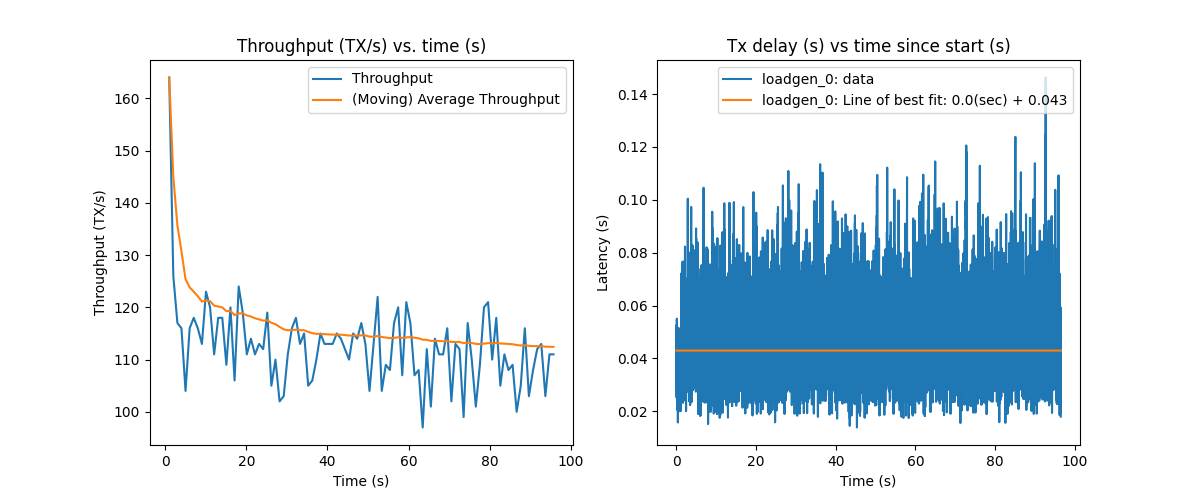 Throughput (TX/s) vs. time (s)
Throughput
(Moving) Average Throughput
Throughput (TX/s)
160
150
140
130
120
110
100
0 20 40 60 80 100
Time (s)
Tx delay (s) vs time since start (s)
loadgen_0: data
loadgen_0: Line of best fit: 0.0(sec) + 0.043
Latency (s)
0.14
0.12
0.10
0.08
0.06
0.04
0.02
0 20 40 60 80 100
Time (s)